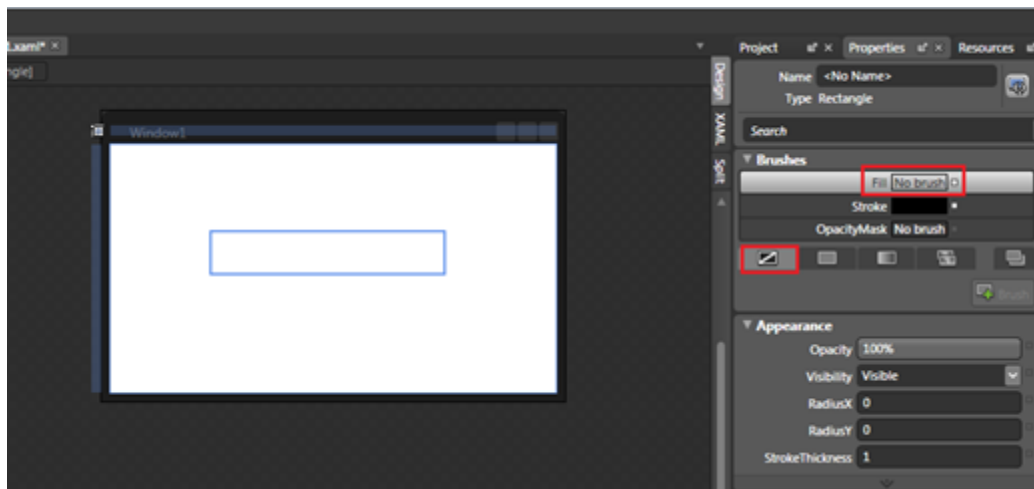 l.xaml* ×
Project × Properties × Resources
ngle]
Name <No Name>
Type Rectangle
Design
XAML
Split
Search
Window1
Brushes
Fill No brush
Stroke
OpacityMask No brush
Brush
Appearance
Opacity 100%
Visibility Visible
RadiusX 0
RadiusY 0
StrokeThickness 1